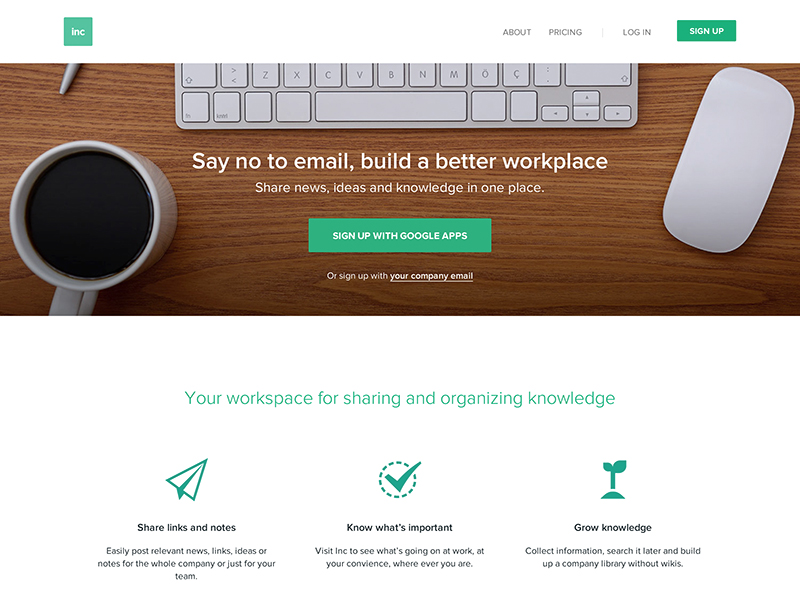 inc
ABOUT PRICING LOG IN SIGN UP
> <
Z X C V B N M Ö Ç : .
fn
Say no to email, build a better workplace
Share news, ideas and knowledge in one place.
SIGN UP WITH GOOGLE APPS
Or sign up with your company email
Your workspace for sharing and organizing knowledge
Share links and notes
Know what's important
Grow knowledge
Easily post relevant news, links, ideas or
notes for the whole company or just for your
team.
Visit Inc to see what's going on at work, at
your convience, where ever you are.
Collect information, search it later and build
up a company library without wikis.